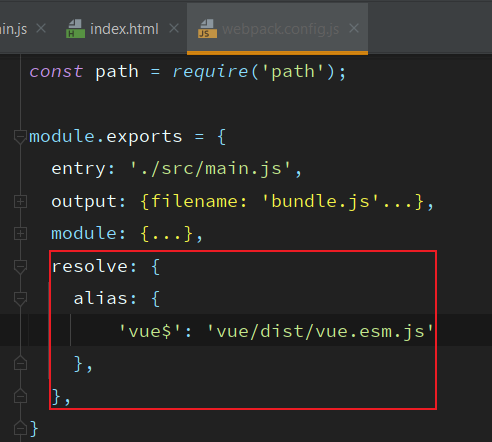 in.js × index.html × webpack.config.js ×
const path = require('path');
module.exports = {
entry: './src/main.js',
output: {filename: 'bundle.js'...},
module: {...},
resolve: {
alias: {
'vue$': 'vue/dist/vue.esm.js'
},
},
}